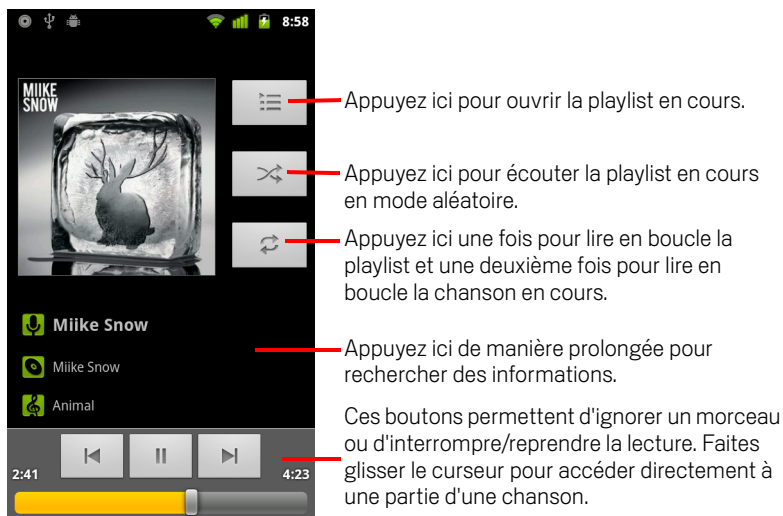 8:58
MIIKE
SNOW
Appuyez ici pour ouvrir la playlist en cours.
Appuyez ici pour écouter la playlist en cours
en mode aléatoire.
Appuyez ici une fois pour lire en boucle la
playlist et une deuxième fois pour lire en
boucle la chanson en cours.
Miike Snow
Miike Snow
Animal
Appuyez ici de manière prolongée pour
rechercher des informations.
2:41
4:23
Ces boutons permettent d'ignorer un morceau
ou d'interrompre/reprendre la lecture. Faites
glisser le curseur pour accéder directement à
une partie d'une chanson.